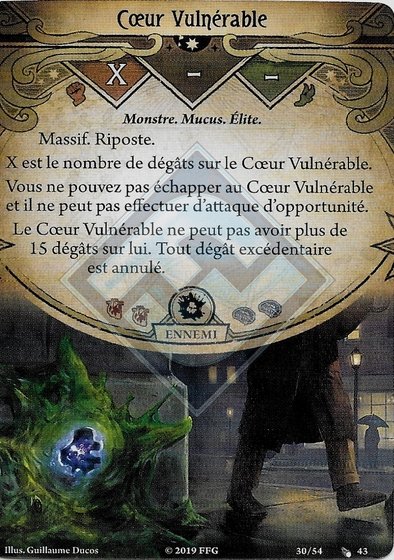 Cœur Vulnérable
X - -
Monstre. Mucus. Élite.
Massif. Riposte.
X est le nombre de dégâts sur le Cœur Vulnérable.
Vous ne pouvez pas échapper au Cœur Vulnérable
et il ne peut pas effectuer d'attaque d'opportunité.
Le Cœur Vulnérable ne peut pas avoir plus de
15 dégâts sur lui. Tout dégât excédentaire
est annulé.
ENNEMI
Illus. Guillaume Ducos © 2019 FFG 30/54 43